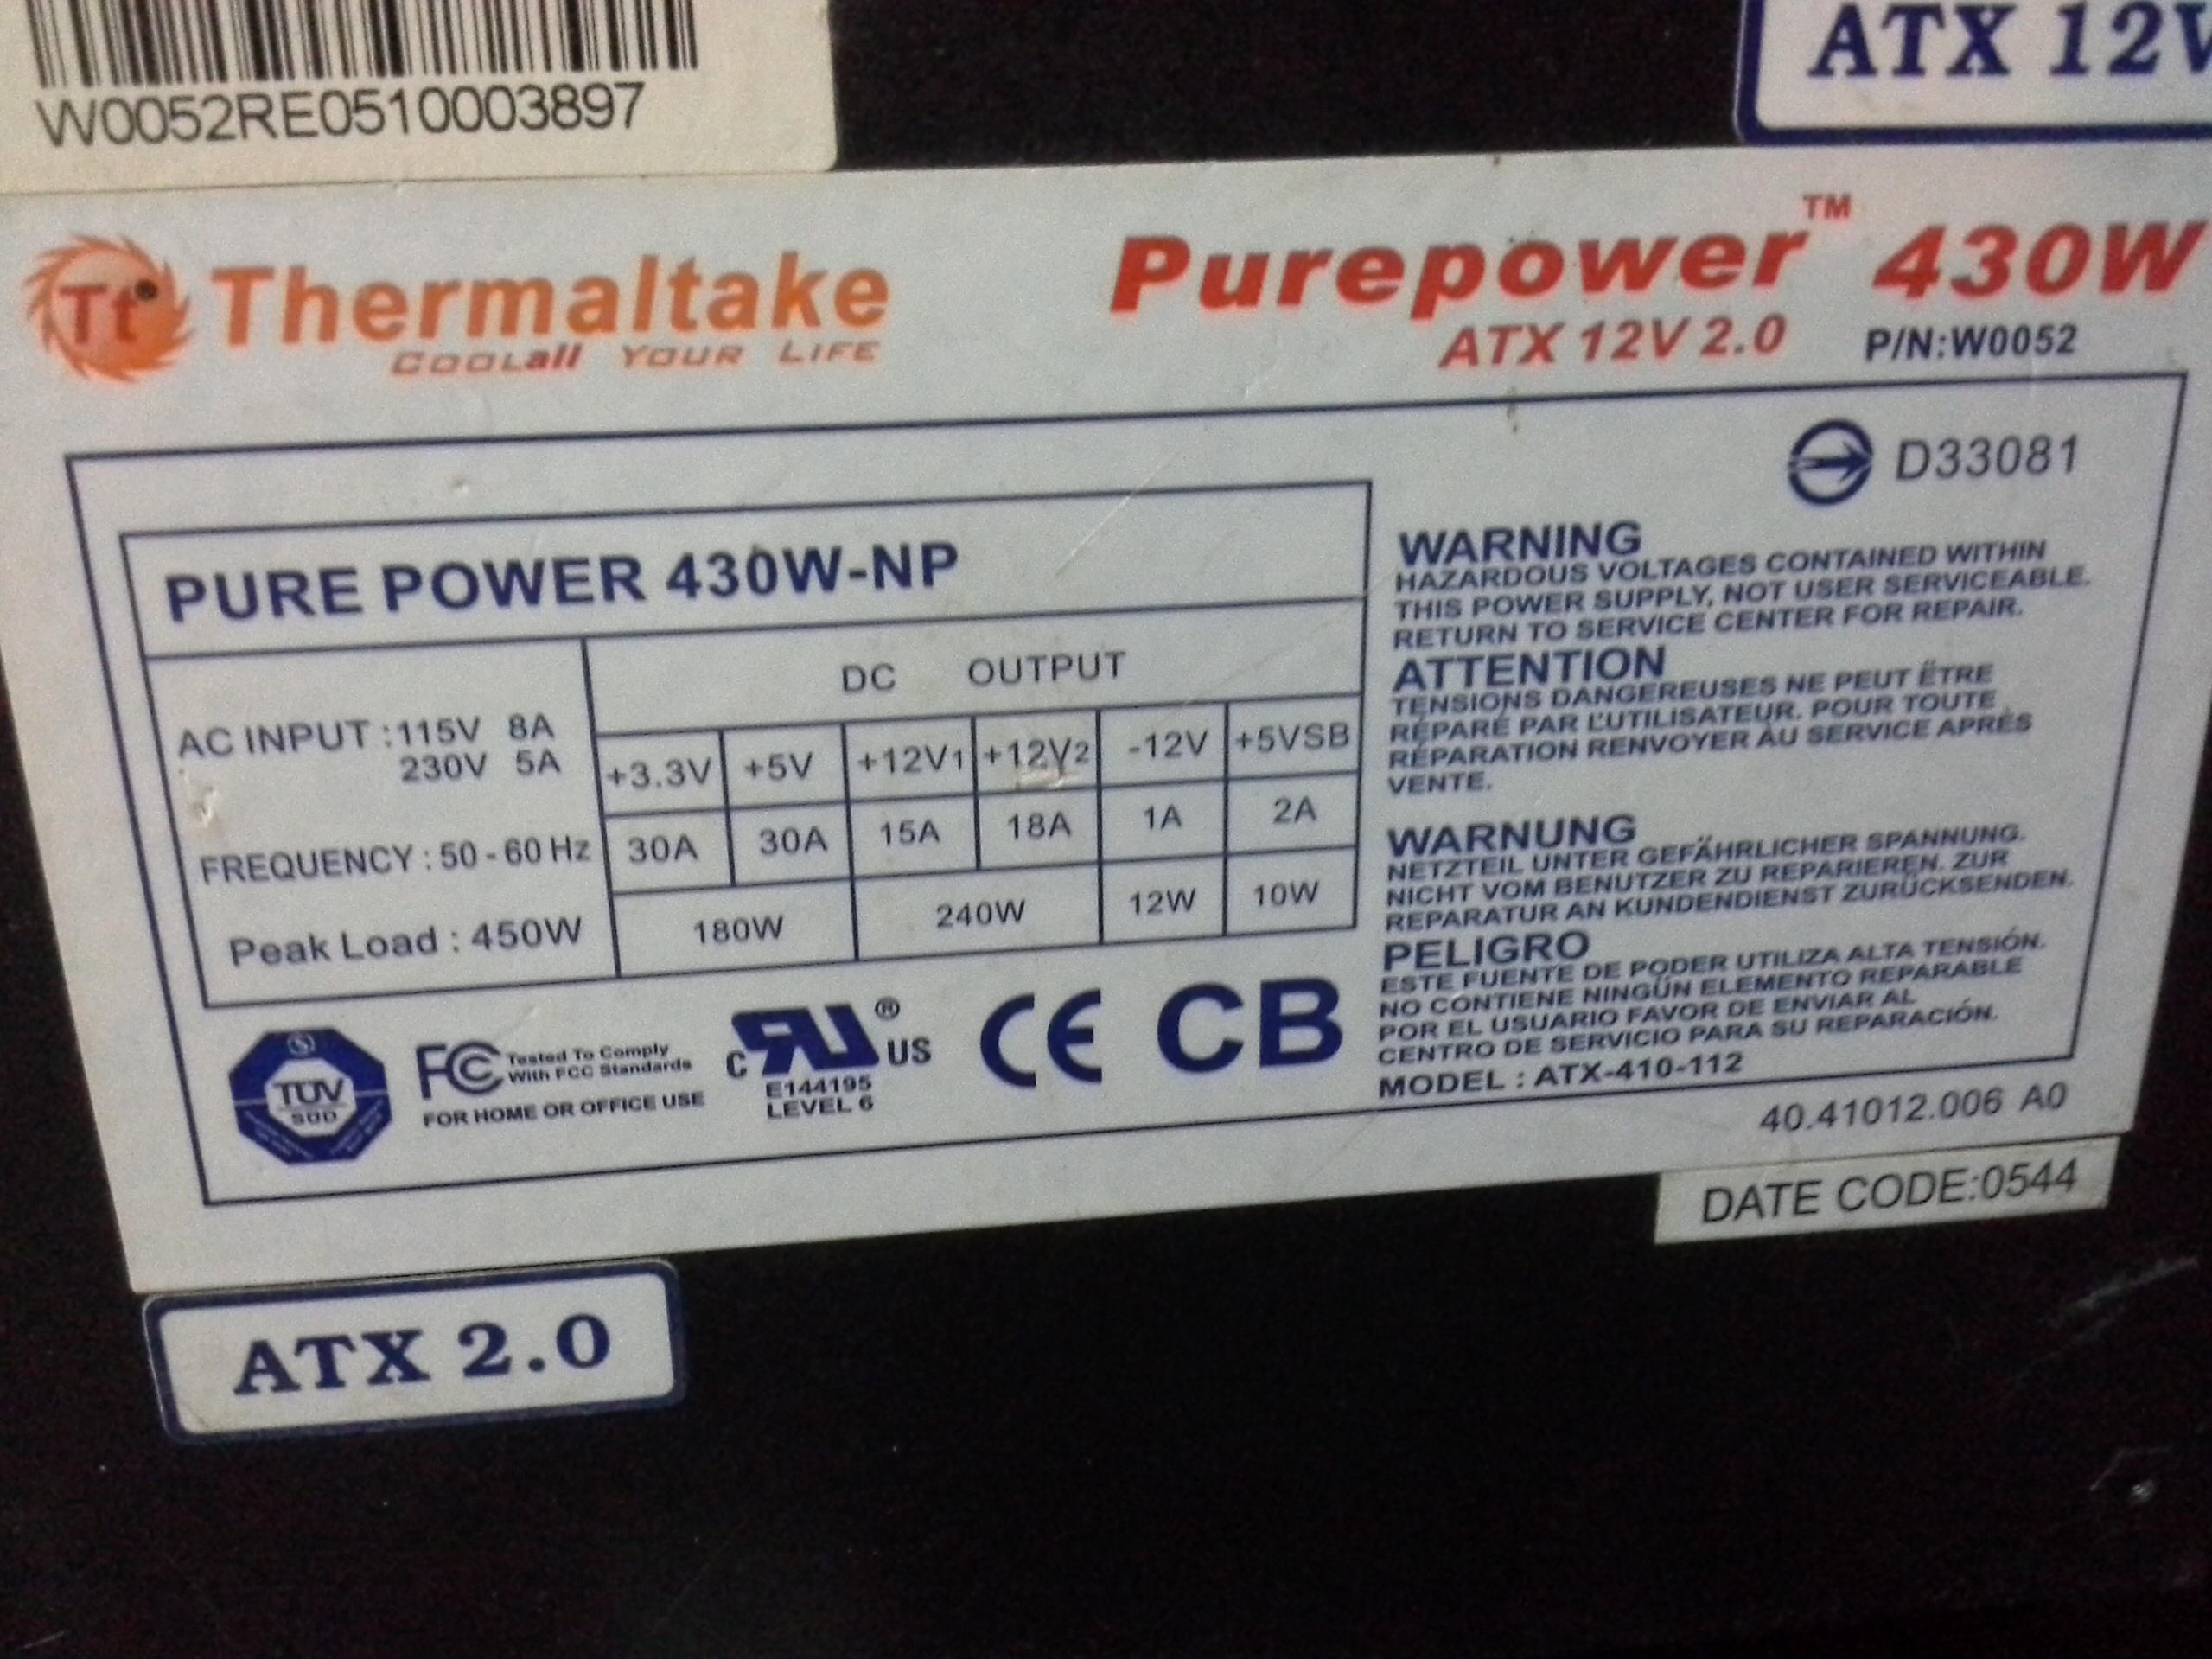 W0052RE0510003897
ATX 12V
Tt Thermaltake
COOLall YOUR LIFE
Purepower™ 430W
ATX 12V 2.0 P/N:W0052
D33081
PURE POWER 430W-NP
AC INPUT : 115V 8A
230V 5A
FREQUENCY : 50 - 60 Hz
Peak Load : 450W
DC OUTPUT
+3.3V +5V +12V1 +12V2 -12V +5VSB
30A 30A 15A 18A 1A 2A
180W 240W 12W 10W
WARNING
HAZARDOUS VOLTAGES CONTAINED WITHIN
THIS POWER SUPPLY, NOT USER SERVICEABLE.
RETURN TO SERVICE CENTER FOR REPAIR.
ATTENTION
TENSIONS DANGEREUSES NE PEUT ËTRE
RÉPARÉ PAR L'UTILISATEUR. POUR TOUTE
RÉPARATION RENVOYER AU SERVICE APRÉS
VENTE.
WARNUNG
NETZTEIL UNTER GEFÄHRLICHER SPANNUNG.
NICHT VOM BENUTZER ZU REPARIEREN. ZUR
REPARATUR AN KUNDENDIENST ZURÜCKSENDEN.
PELIGRO
ESTE FUENTE DE PODER UTILIZA ALTA TENSIÓN.
NO CONTIENE NINGÚN ELEMENTO REPARABLE
POR EL USUARIO FAVOR DE ENVIAR AL
CENTRO DE SERVICIO PARA SU REPARACIÓN.
MODEL : ATX-410-112
TÜV
SÜD
FC Tested To Comply
With FCC Standards
FOR HOME OR OFFICE USE
C RU ® US
E144195
LEVEL 6
CE CB
40.41012.006 A0
DATE CODE:0544
ATX 2.0